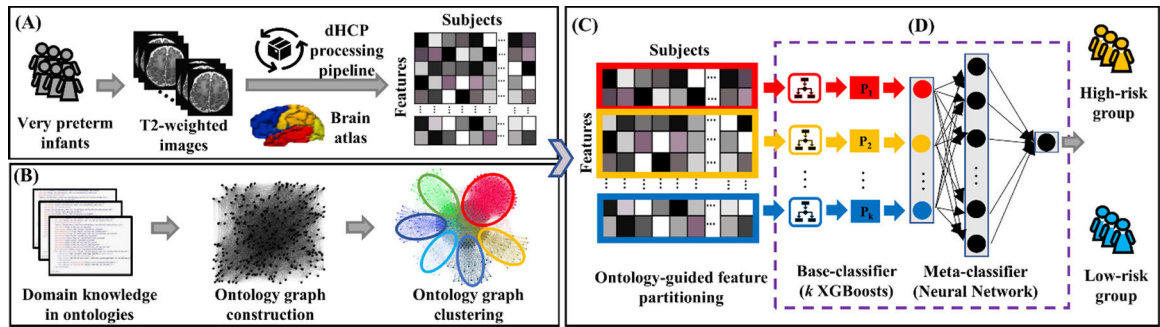 (A)
dHCP
processing
pipeline
Brain
atlas
Very preterm
infants
T2-weighted
images
Subjects
Features
(B)
Domain knowledge
in ontologies
Ontology graph
construction
Ontology graph
clustering
(C)
Subjects
Features
Ontology-guided feature
partitioning
(D)
P1
P2
Pk
Base-classifier
(k XGBoosts)
Meta-classifier
(Neural Network)
High-risk
group
Low-risk
group